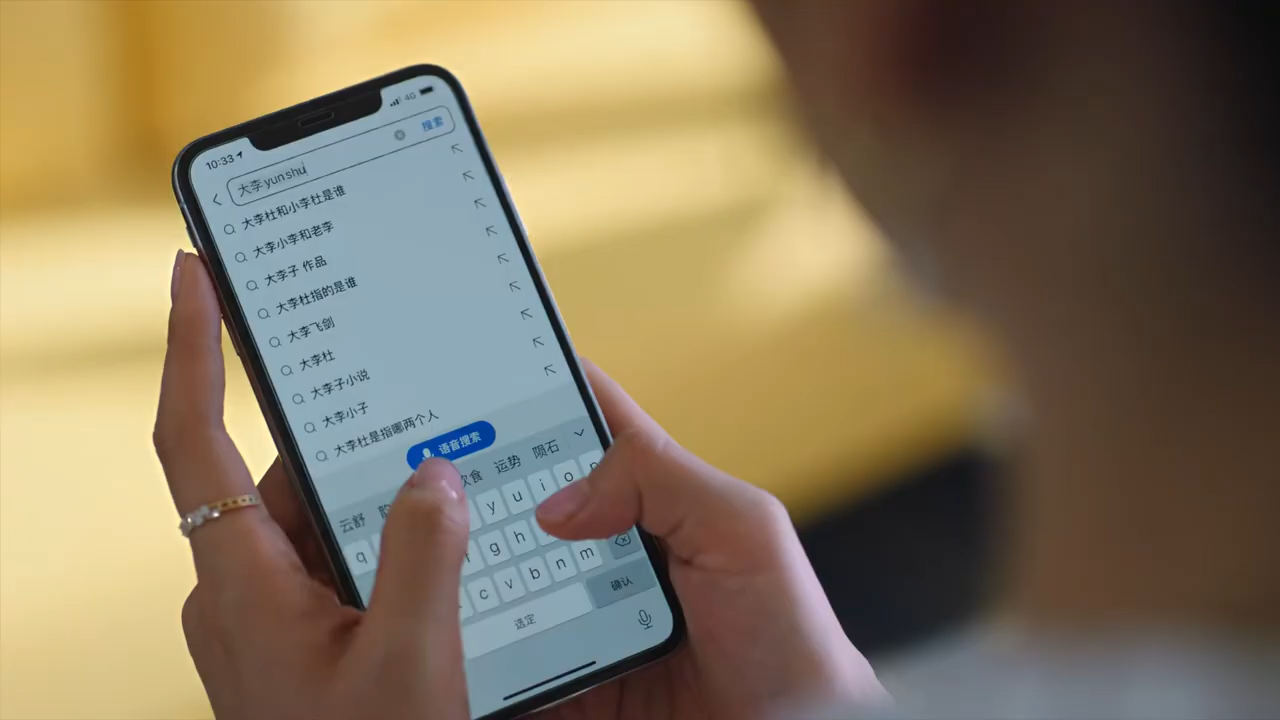 10:33 4G
大李yun shu 搜索
大李杜和小李杜是谁
大李小李和老李
大李子 作品
大李杜指的是谁
大李飞剑
大李杜
大李子小说
大李小子
大李杜是指哪两个人
语音搜索
云舒 饮食 运势 陨石
q y u i o p
g h
c v b n m
选定 确认